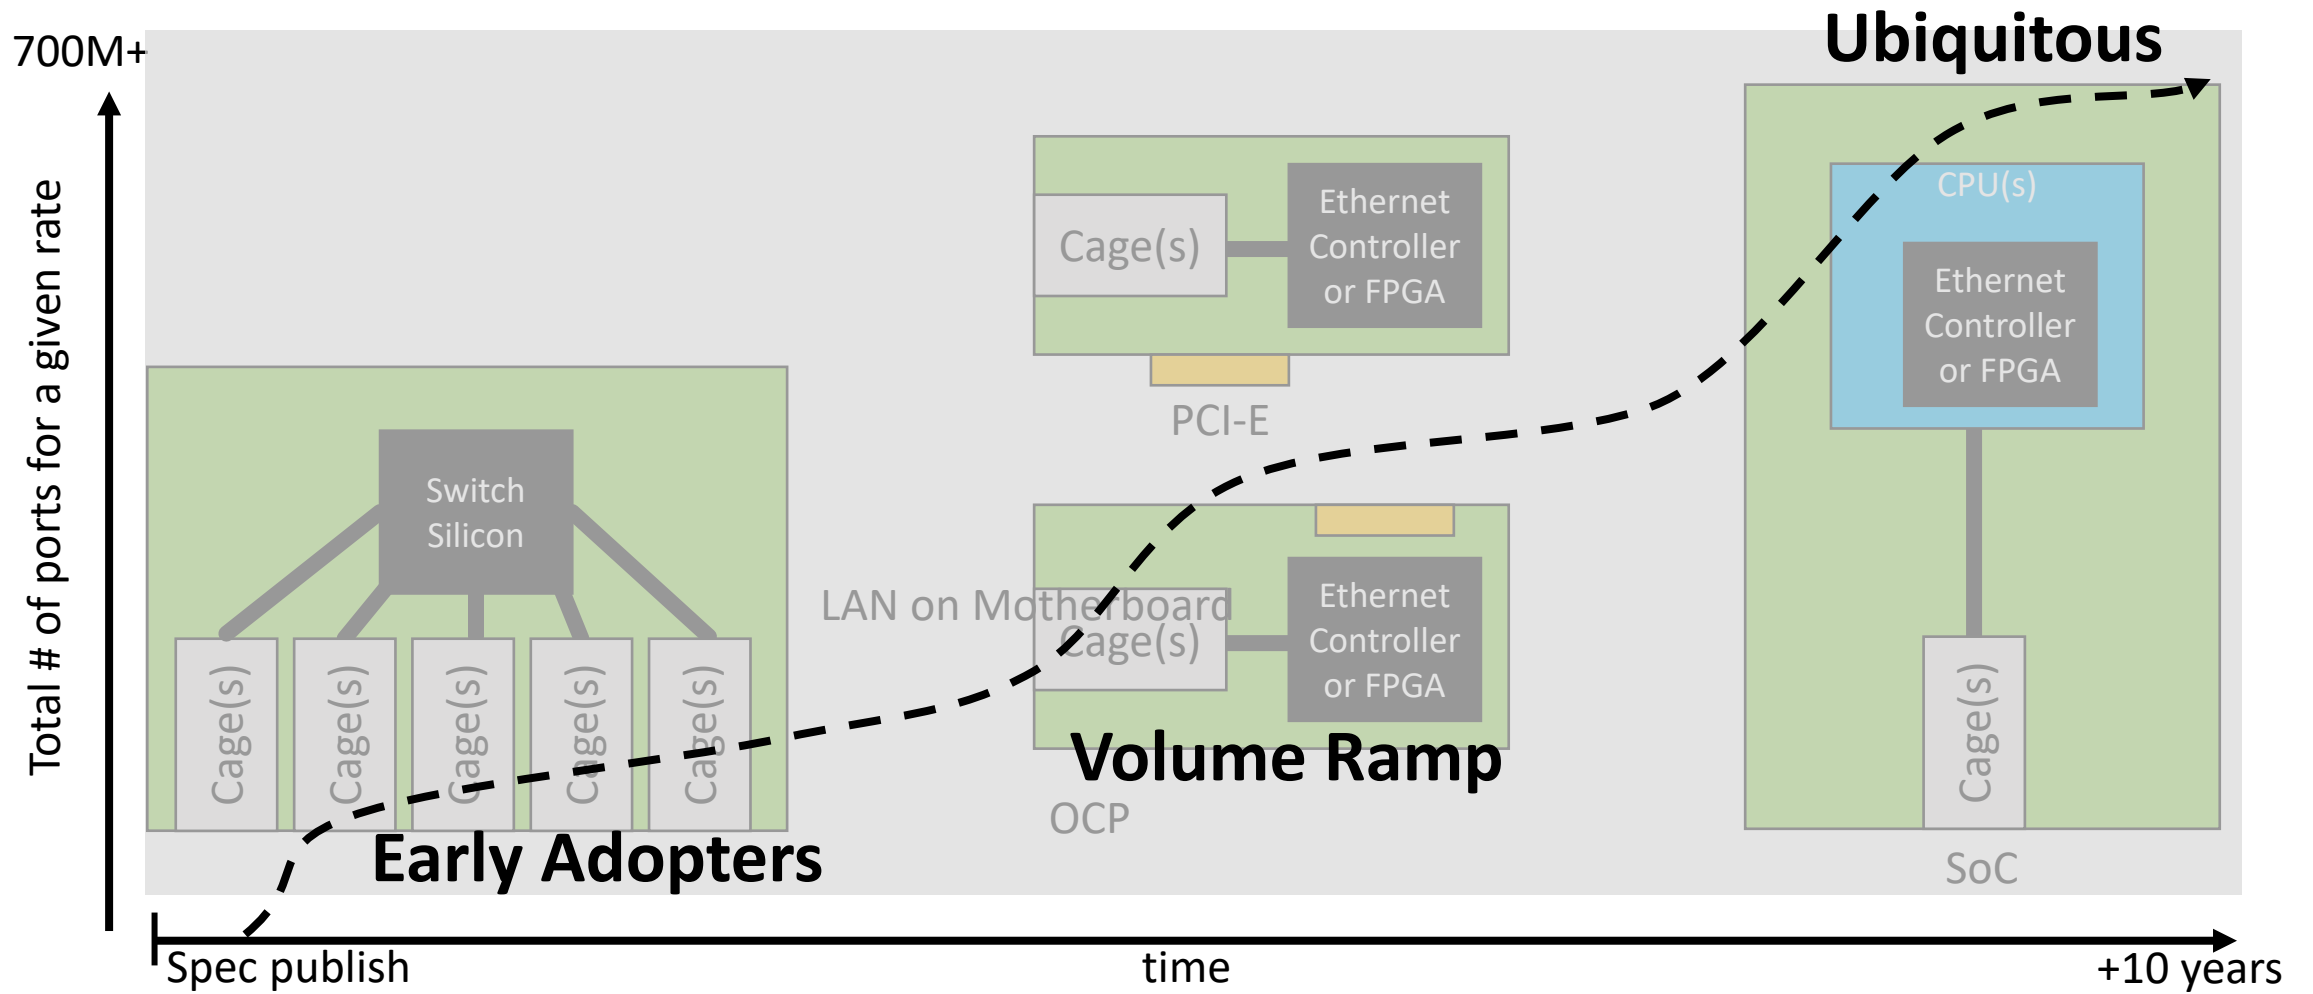 700M+
Ubiquitous
Total # of ports for a given rate
Ethernet
Controller
or FPGA
Cage(s)
PCI-E
CPU(s)
Ethernet
Controller
or FPGA
Switch
Silicon
LAN on Motherboard
Cage(s)
Ethernet
Controller
or FPGA
Cage(s)
Cage(s)
Cage(s)
Cage(s)
Cage(s)
Cage(s)
Volume Ramp
OCP
Early Adopters
SoC
Spec publish
time
+10 years